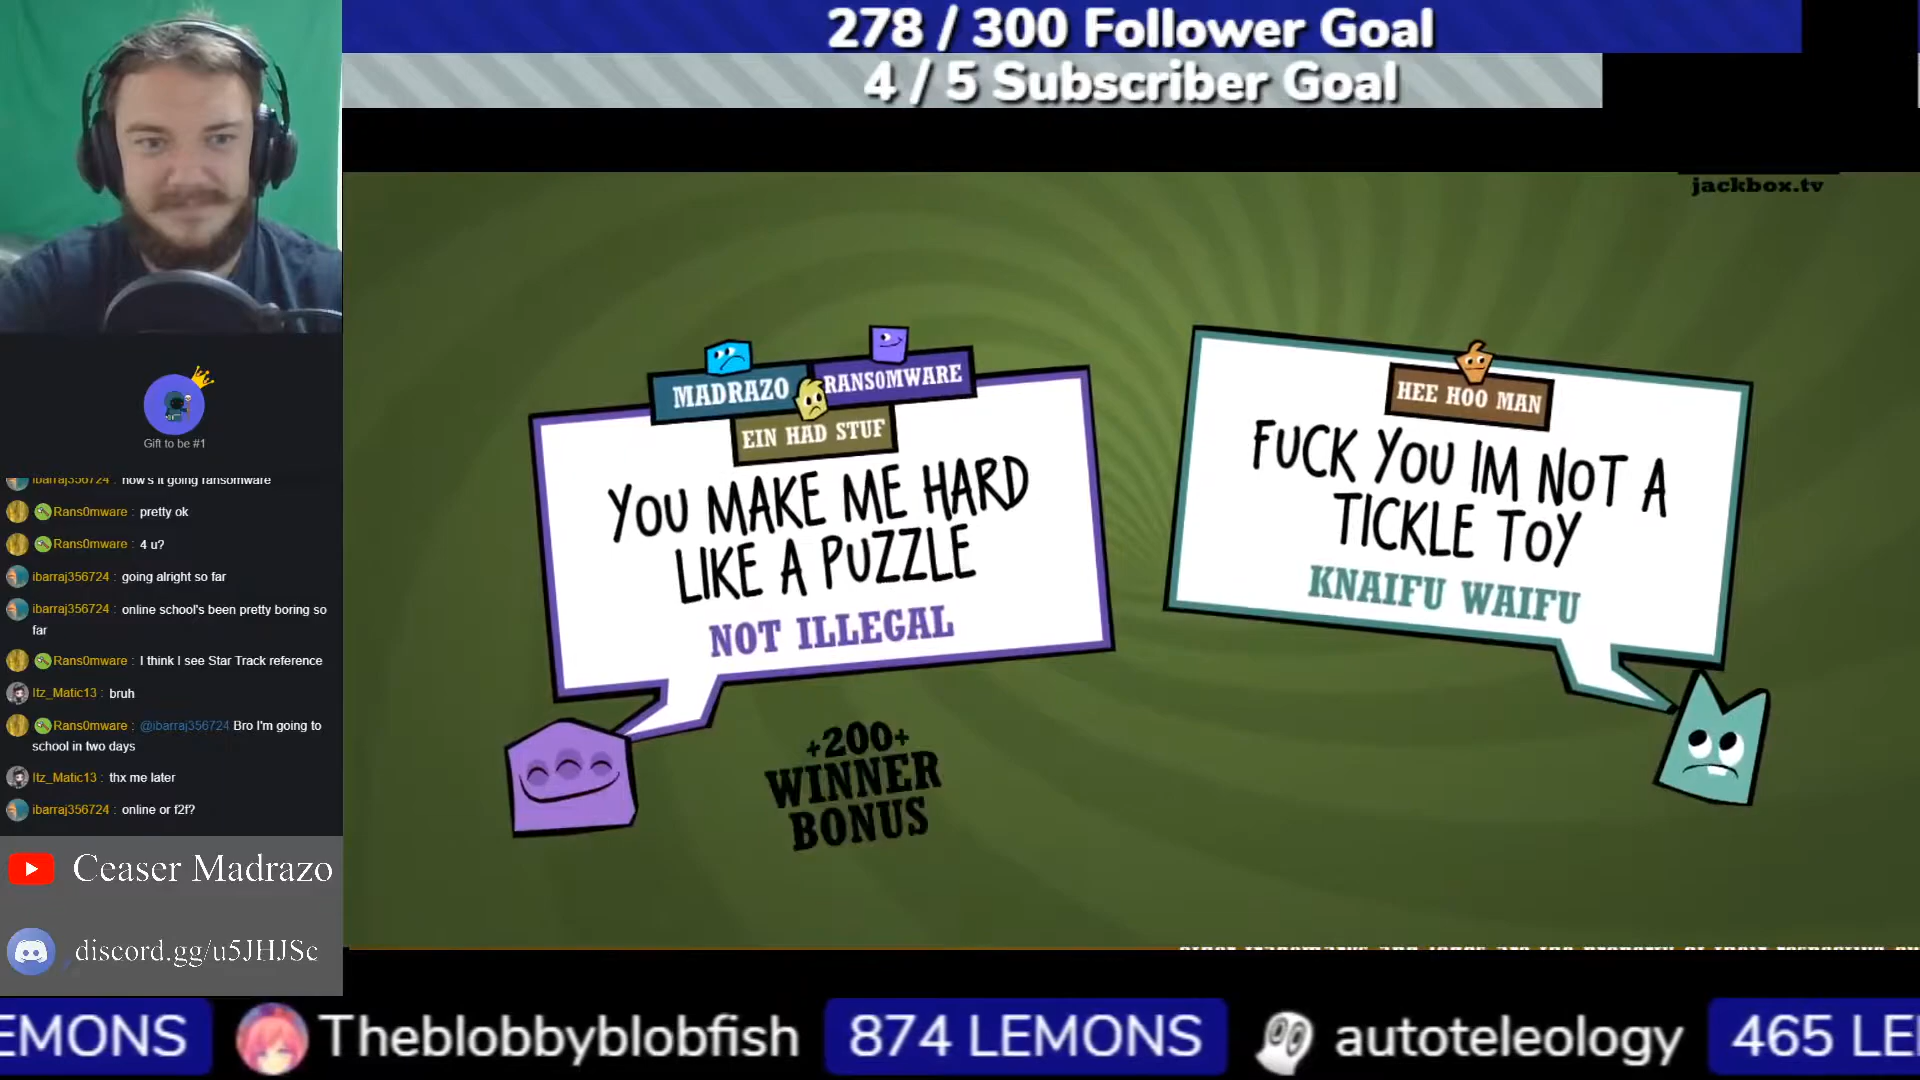 278 / 300 Follower Goal
4 / 5 Subscriber Goal
jackbox.tv
Gift to be #1
ibarraj356724 : how's it going ransomware
Rans0mware : pretty ok
Rans0mware : 4 u?
ibarraj356724 : going alright so far
ibarraj356724 : online school's been pretty boring so
far
Rans0mware : I think I see Star Track reference
Itz_Matic13 : bruh
Rans0mware : @ibarraj356724 Bro I'm going to
school in two days
Itz_Matic13 : thx me later
ibarraj356724 : online or f2f?
Ceaser Madrazo
discord.gg/u5JHJSc
MADRAZO
RANSOMWARE
EIN HAD STUF
YOU MAKE ME HARD
LIKE A PUZZLE
NOT ILLEGAL
+200+
WINNER
BONUS
HEE HOO MAN
FUCK YOU IM NOT A
TICKLE TOY
KNAIFU WAIFU
EMONS Theblobbyblobfish 874 LEMONS autoteleology 465 LE